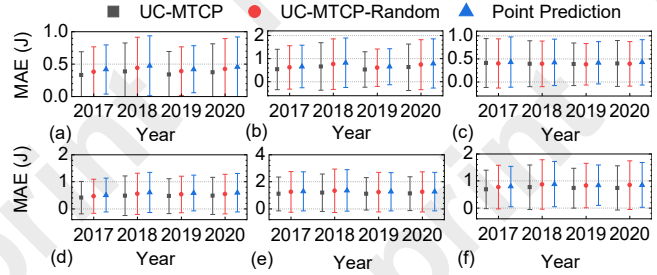 UC-MTCP UC-MTCP-Random Point Prediction
MAE (J)
1.0
0.5
0.0
2017 2018 2019 2020
(a) Year
2
1
0
2017 2018 2019 2020
(b) Year
1.0
0.5
0.0
2017 2018 2019 2020
(c) Year
MAE (J)
2
1
0
2017 2018 2019 2020
(d) Year
4
2
0
2017 2018 2019 2020
(e) Year
2
1
0
2017 2018 2019 2020
(f) Year
print
print